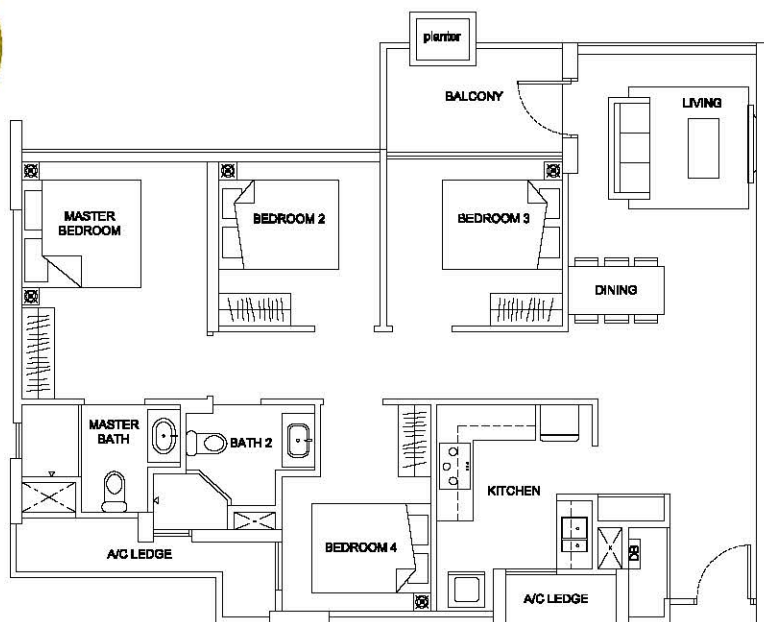 planter
BALCONY
LIVING
MASTER
BEDROOM
BEDROOM 2
BEDROOM 3
DINING
MASTER
BATH
BATH 2
KITCHEN
A/C LEDGE
BEDROOM 4
DB
A/C LEDGE